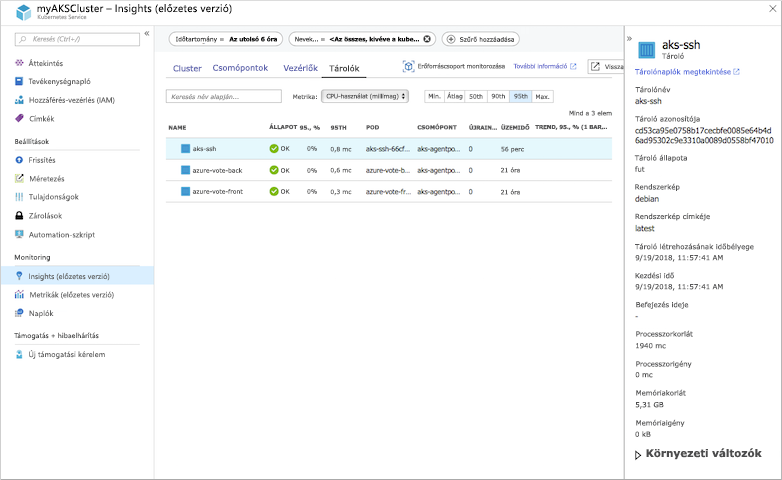 myAKSCluster – Insights (előzetes verzió)
Kubernetes Service
Keresés (Ctrl+/)
Áttekintés
Tevékenységnapló
Hozzáférés-vezérlés (IAM)
Címkék
Beállítások
Frissítés
Méretezés
Tulajdonságok
Zárolások
Automation-szkript
Monitoring
Insights (előzetes verzió)
Metrikák (előzetes verzió)
Naplók
Támogatás + hibaelhárítás
Új támogatási kérelem
Időtartomány = Az utolsó 6 óra
Nevek... = <Az összes, kivéve a kube...
Szűrő hozzáadása
Cluster Csomópontok Vezérlők Tárolók
Erőforráscsoport monitorozása
További információ
Vissza
Keresés név alapján....
Metrika: CPU-használat (millimag)
Min. Átlag 50th 90th 95th Max.
Mind a 3 elem
NAME ÁLLAPOT 95., % 95TH POD CSOMÓPONT ÚJRAIN... ÜZEMIDŐ TREND, 95., % (1 BAR...
aks-ssh OK 0% 0,8 mc aks-ssh-66cf... aks-agentpo... 0 56 perc
azure-vote-back OK 0% 0,6 mc azure-vote-b... aks-agentpo... 0 21 óra
azure-vote-front OK 0% 0,3 mc azure-vote-fr... aks-agentpo... 0 21 óra
aks-ssh
Tároló
Tárolónaplók megtekintése
Tárolónév
aks-ssh
Tároló azonosítója
cd53ca95e0758b17cecbfe0085e64b4d
6ad95302c9e3310a0089d0558bf47010
Tároló állapota
fut
Rendszerkép
debian
Rendszerkép címkéje
latest
Tároló létrehozásának időbélyege
9/19/2018, 11:57:41 AM
Kezdési idő
9/19/2018, 11:57:41 AM
Befejezés ideje
-
Processzorkorlát
1940 mc
Processzorigény
0 mc
Memóriakorlát
5,31 GB
Memóriaigény
0 kB
Környezeti változók